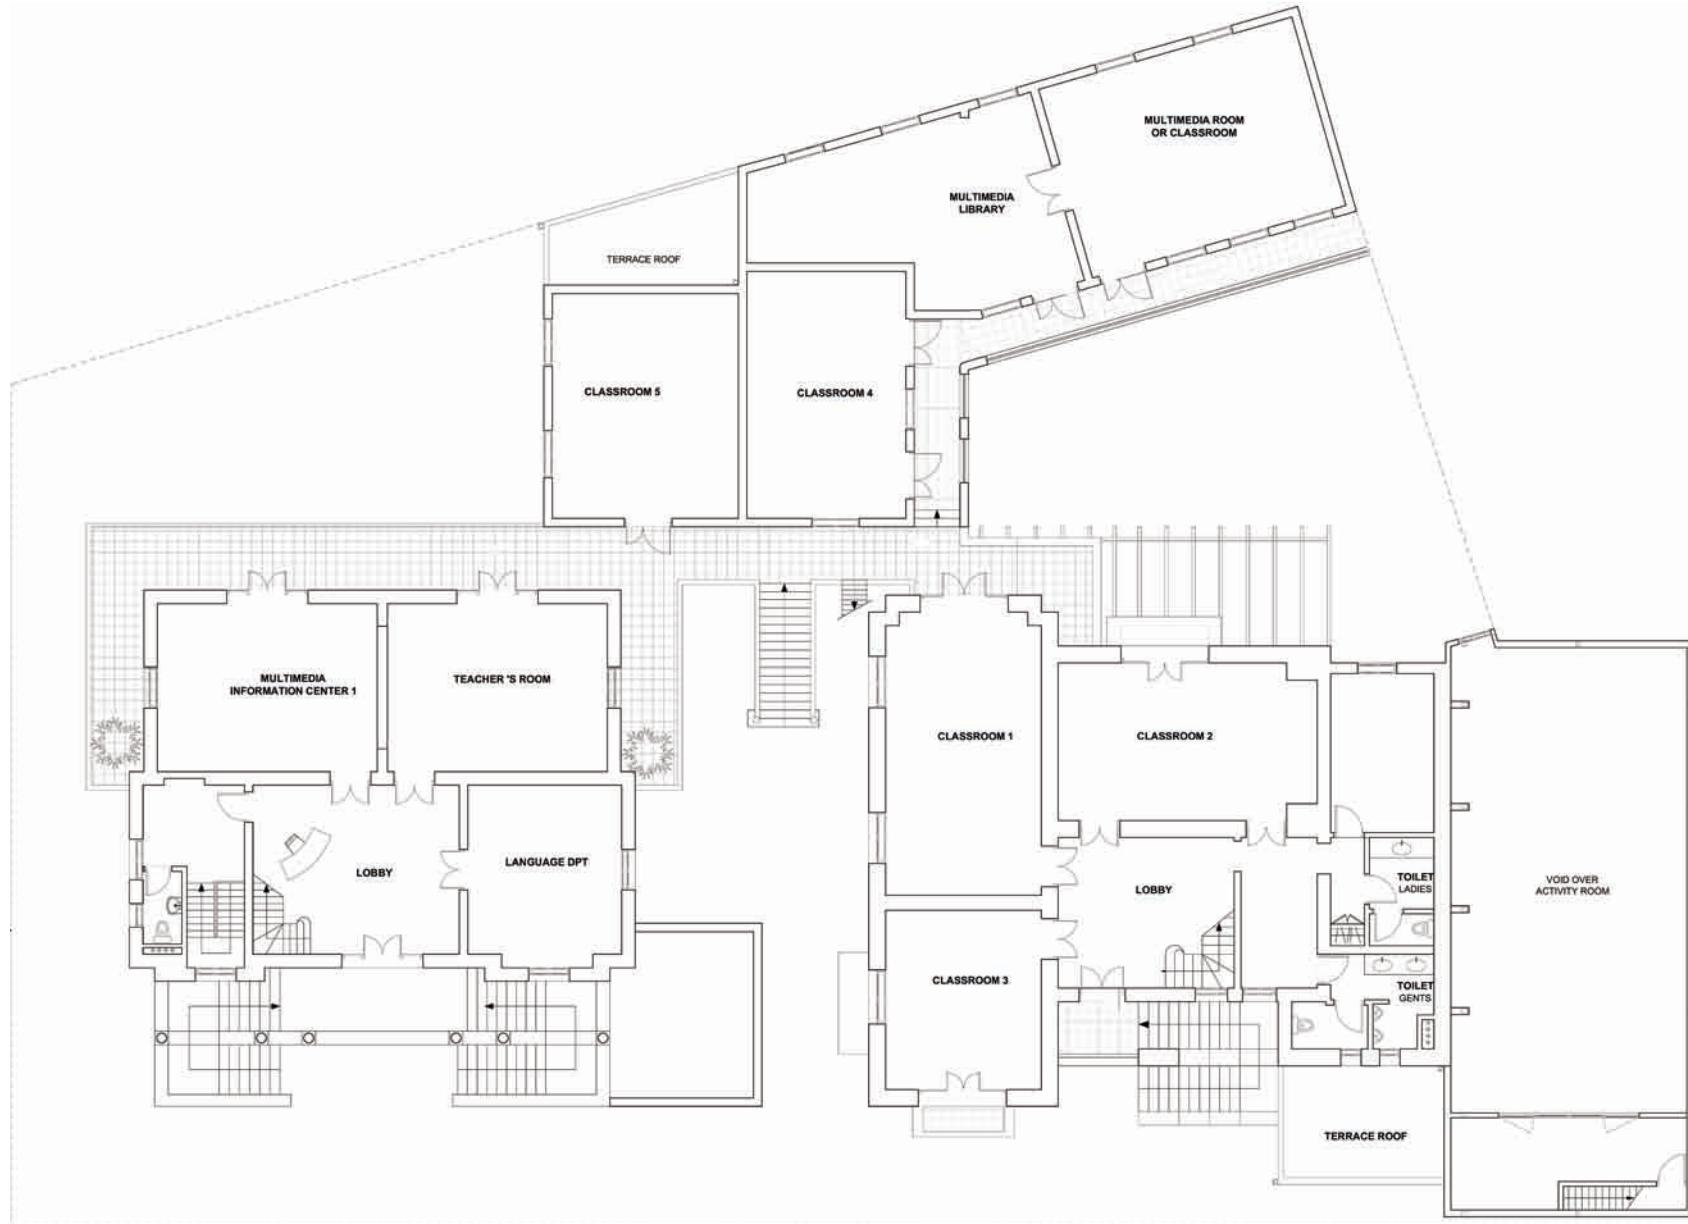 MULTIMEDIA ROOM
OR CLASSROOM
MULTIMEDIA
LIBRARY
TERRACE ROOF
CLASSROOM 5
CLASSROOM 4
MULTIMEDIA
INFORMATION CENTER 1
TEACHER 'S ROOM
CLASSROOM 1
CLASSROOM 2
LOBBY
LANGUAGE DPT
LOBBY
TOILET
LADIES
VOID OVER
ACTIVITY ROOM
CLASSROOM 3
TOILET
GENTS
TERRACE ROOF